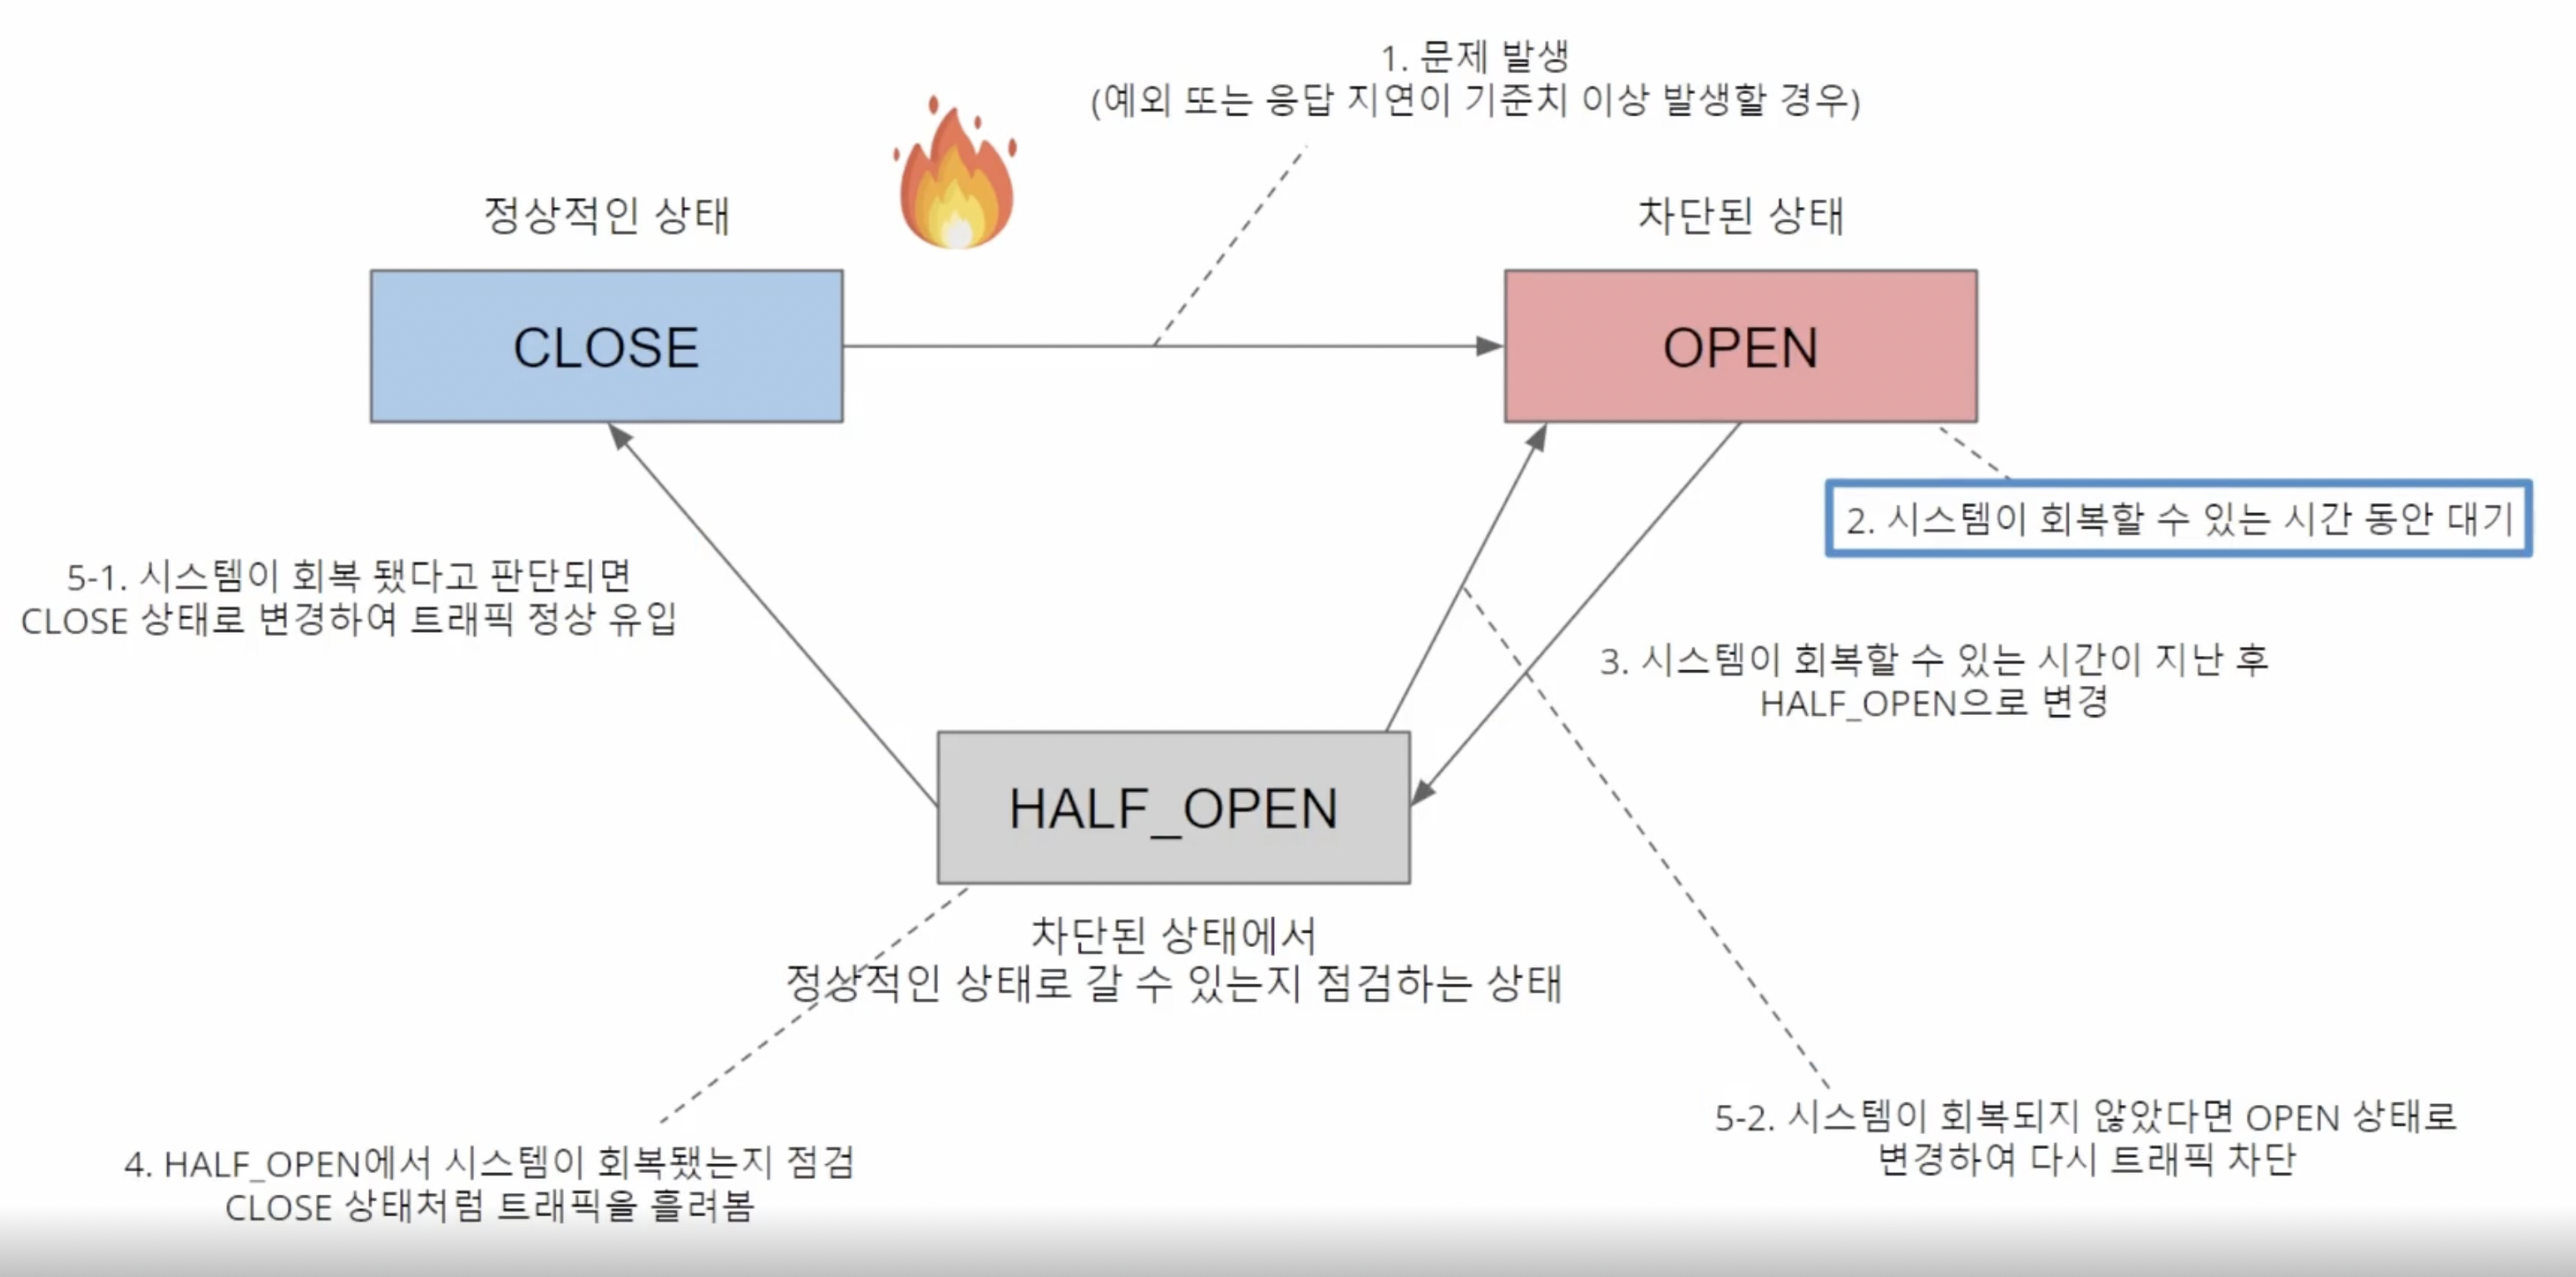 1. 문제 발생
(예외 또는 응답 지연이 기준치 이상 발생할 경우)
정상적인 상태
차단된 상태
CLOSE
OPEN
2. 시스템이 회복할 수 있는 시간 동안 대기
5-1. 시스템이 회복 됐다고 판단되면
CLOSE 상태로 변경하여 트래픽 정상 유입
3. 시스템이 회복할 수 있는 시간이 지난 후
HALF_OPEN으로 변경
HALF_OPEN
차단된 상태에서
정상적인 상태로 갈 수 있는지 점검하는 상태
4. HALF_OPEN에서 시스템이 회복됐는지 점검
CLOSE 상태처럼 트래픽을 흘려봄
5-2. 시스템이 회복되지 않았다면 OPEN 상태로
변경하여 다시 트래픽 차단